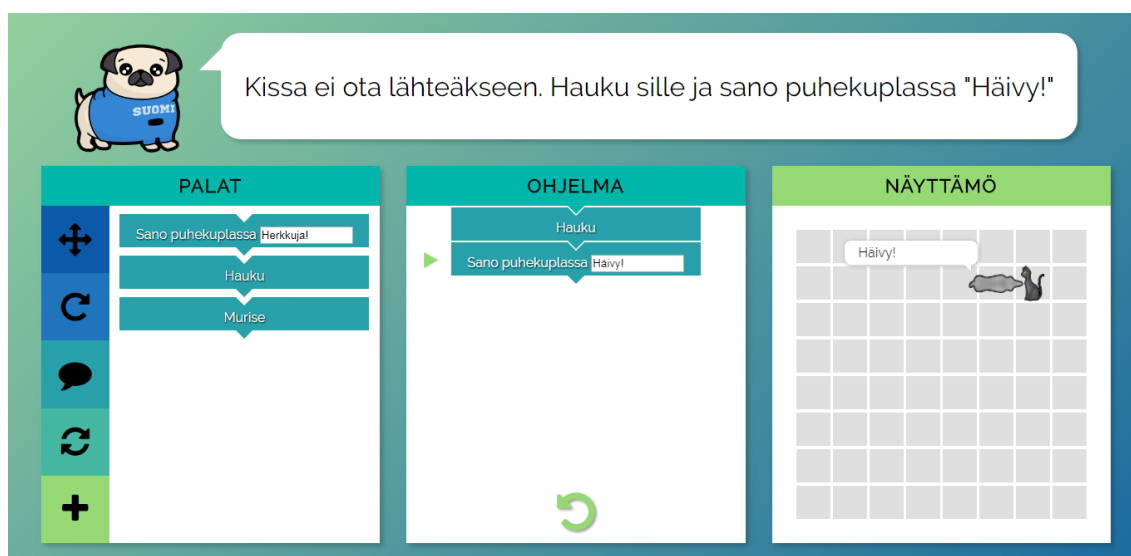 Kissa ei ota lähteäkseen. Hauku sille ja sano puhekuplassa "Häivy!"
SUOMI
PALAT
Sano puhekuplassa Herkkuja!
Hauku
Murise
OHJELMA
Hauku
Sano puhekuplassa Häivy!
NÄYTTÄMÖ
Häivy!